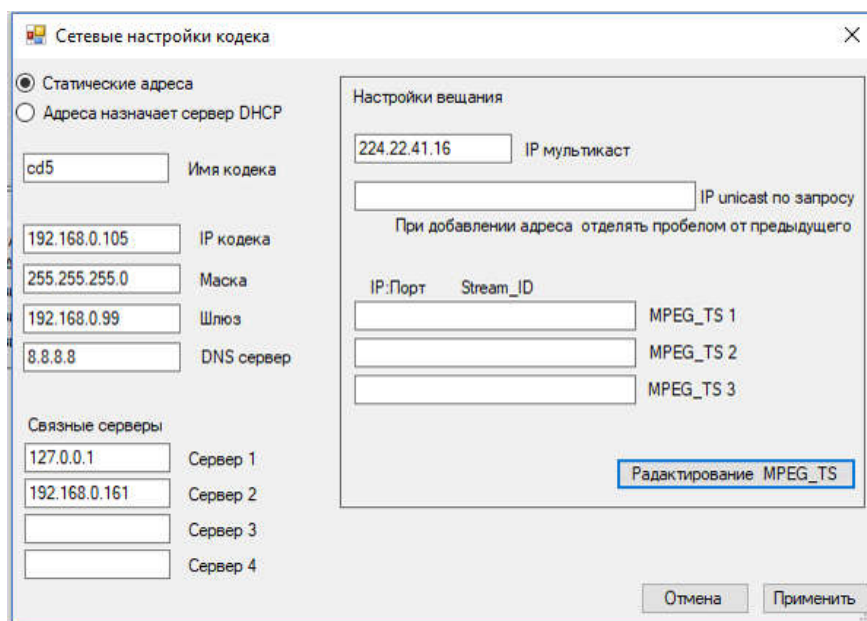 Сетевые настройки кодека
Статические адреса
Адреса назначает сервер DHCP
cd5 Имя кодека
192.168.0.105 IP кодека
255.255.255.0 Маска
192.168.0.99 Шлюз
8.8.8.8 DNS сервер
Связные серверы
127.0.0.1 Сервер 1
192.168.0.161 Сервер 2
Сервер 3
Сервер 4
Настройки вещания
224.22.41.16 IP мультикаст
IP unicast по запросу
При добавлении адреса отделять пробелом от предыдущего
IP:Порт Stream_ID
MPEG_TS 1
MPEG_TS 2
MPEG_TS 3
Радактирование MPEG_TS
Отмена Применить